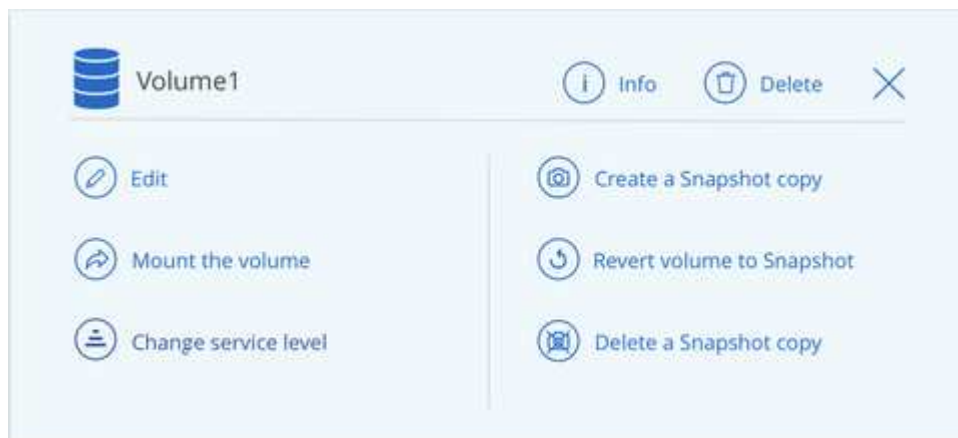 Volume1
Info
Delete
Edit
Mount the volume
Change service level
Create a Snapshot copy
Revert volume to Snapshot
Delete a Snapshot copy